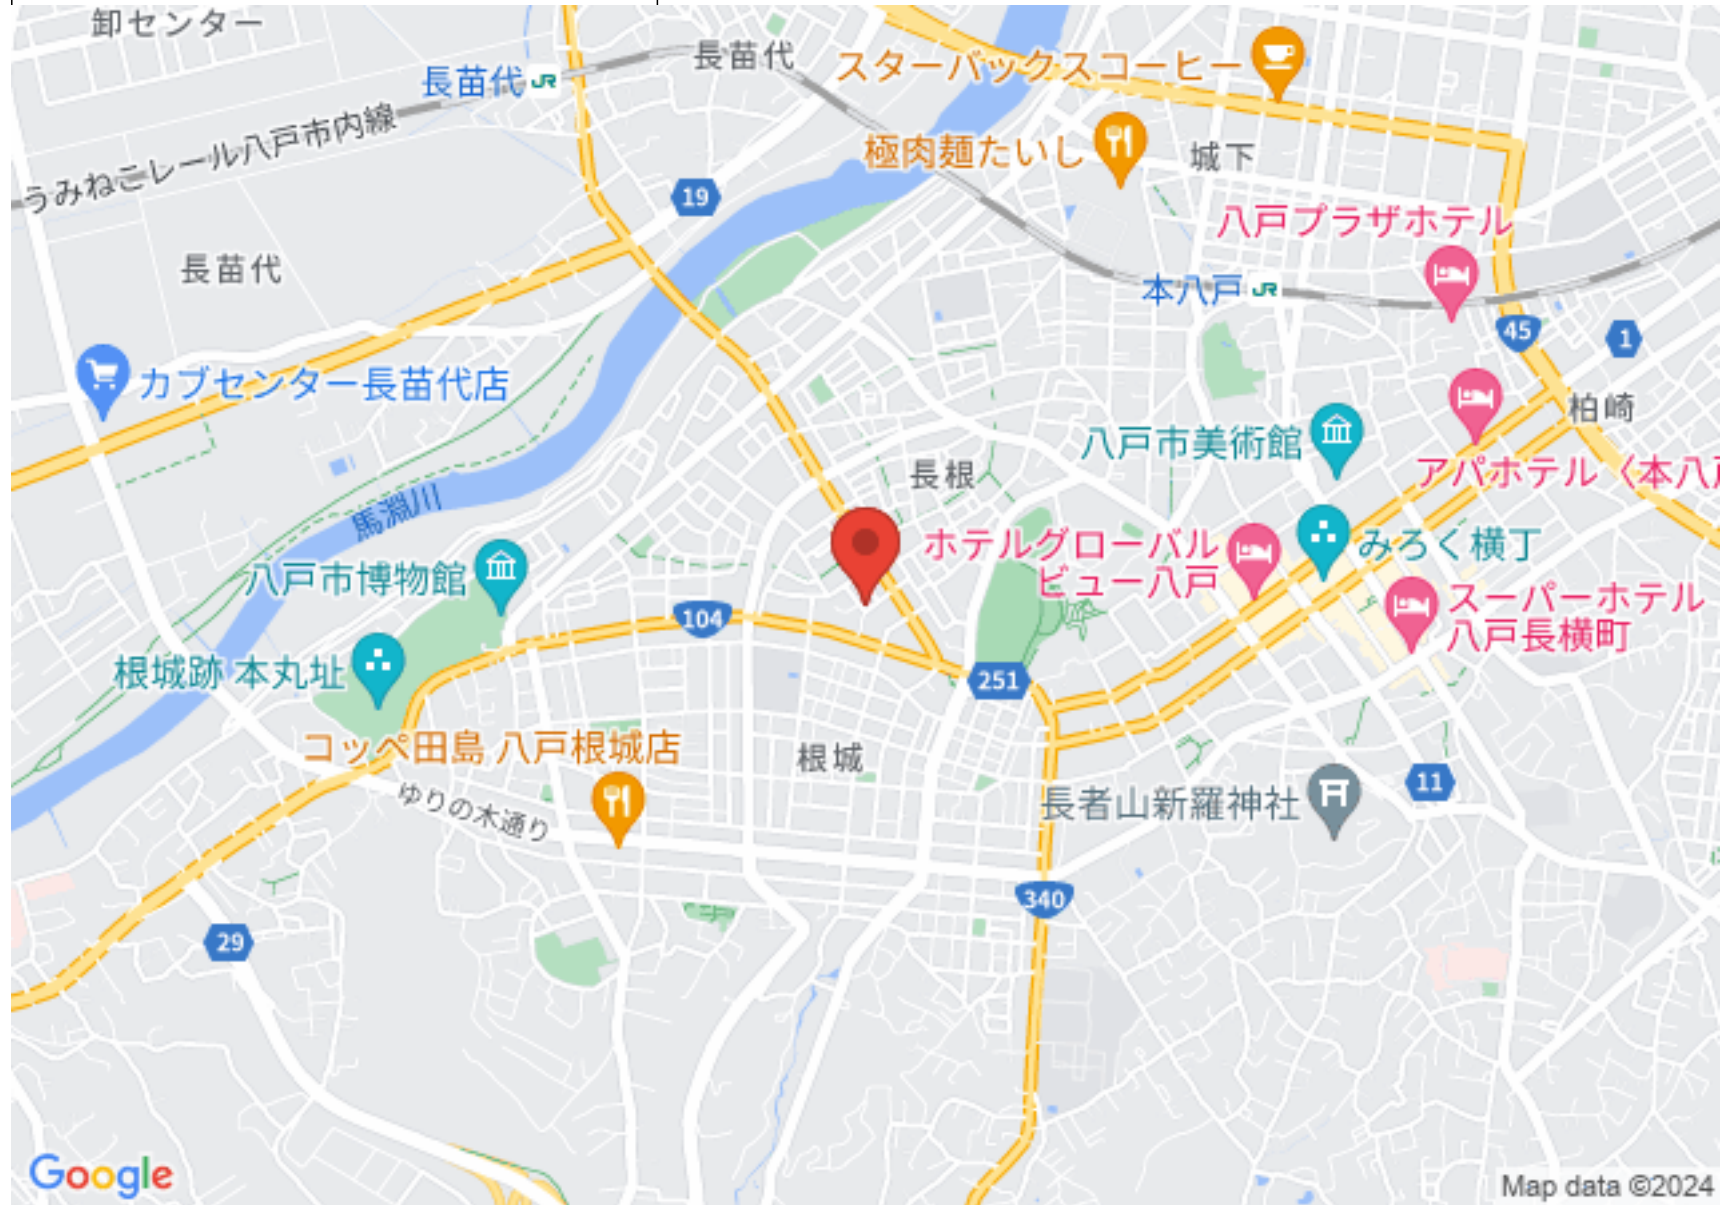 卸センター
長苗代
JR
長苗代
スターバックスコーヒー
うみねこレール八戸市内線
極肉麺たいし
城下
19
八戸プラザホテル
長苗代
本八戸
JR
45
1
カブセンター長苗代店
柏崎
八戸市美術館
長根
アパホテル〈本八戸
馬淵川
ホテルグローバル
ビュー八戸
みろく横丁
八戸市博物館
スーパーホテル
八戸長横町
104
根城跡 本丸址
251
コッペ田島 八戸根城店
根城
11
ゆりの木通り
長者山新羅神社
340
29
Google
Map data ©2024